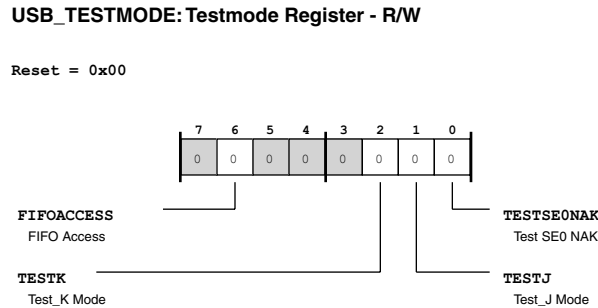 USB_TESTMODE: Testmode Register - R/W
Reset = 0x00
7 6 5 4 3 2 1 0
0 0 0 0 0 0 0 0
FIFOACCESS
FIFO Access
TESTSE0NAK
Test SE0 NAK
TESTK
Test_K Mode
TESTJ
Test_J Mode